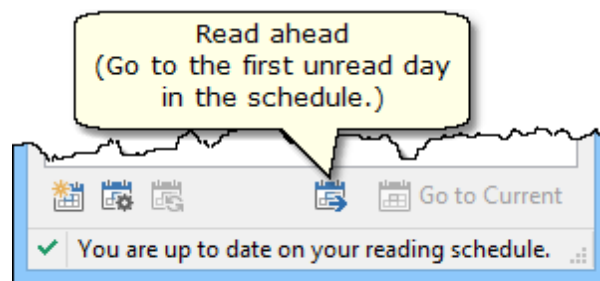 Read ahead
(Go to the first unread day
in the schedule.)
Go to Current
You are up to date on your reading schedule.